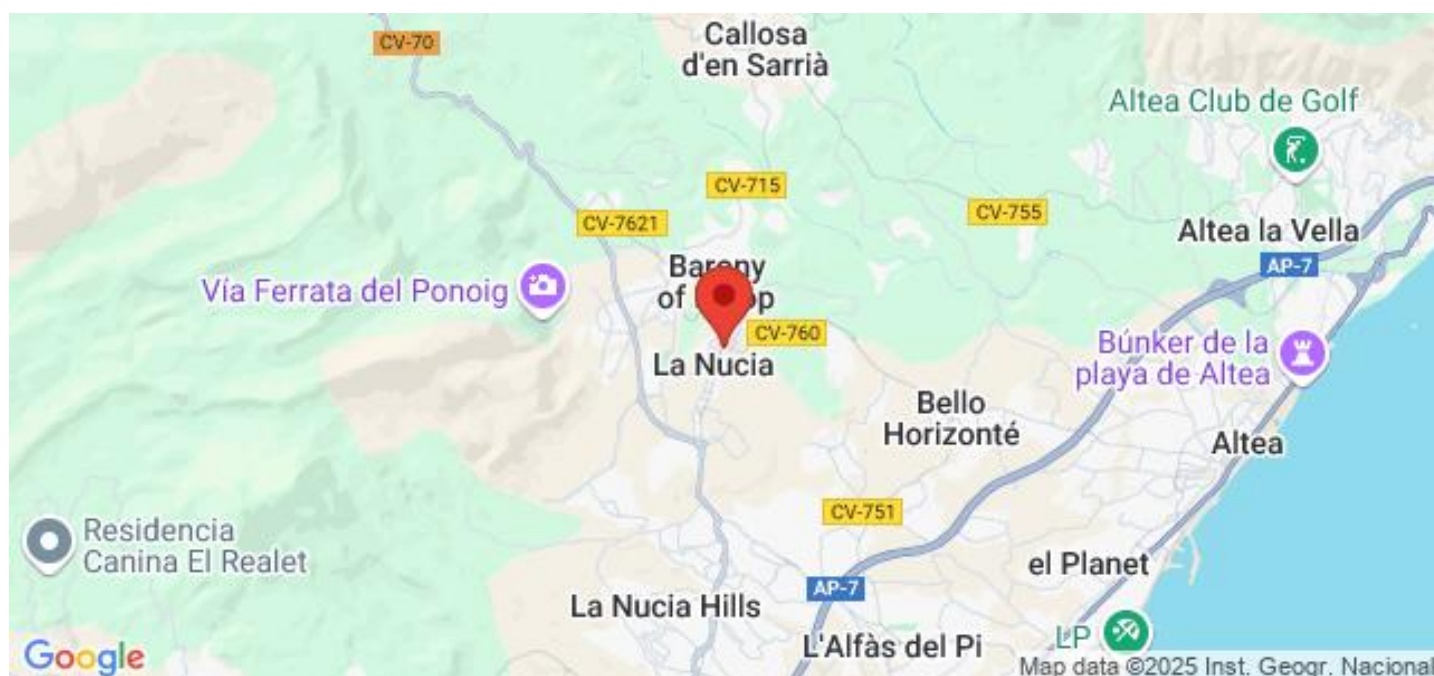 CV-70
Callosa
d'en Sarrià
Altea Club de Golf
CV-715
CV-7621
CV-755
Altea la Vella
AP-7
Barony
of
Vía Ferrata del Ponoig
CV-760
La Nucia
Búnker de la
playa de Altea
Bello
Horizonté
Altea
CV-751
Residencia
Canina El Realet
el Planet
AP-7
La Nucia Hills
L'Alfàs del Pi
LP
Google
Map data ©2025 Inst. Geogr. Nacional